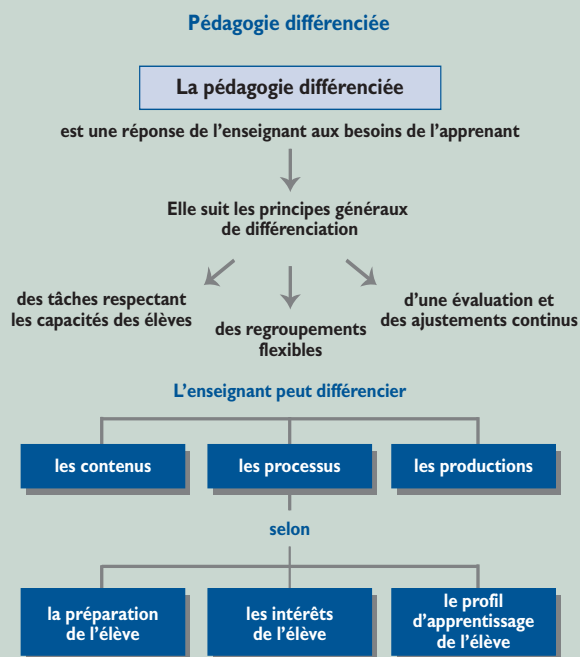 Pédagogie différenciée
La pédagogie différenciée
est une réponse de l'enseignant aux besoins de l'apprenant
Elle suit les principes généraux
de différenciation
des tâches respectant
les capacités des élèves
des regroupements
flexibles
d'une évaluation et
des ajustements continus
L'enseignant peut différencier
les contenus
les processus
les productions
selon
la préparation
de l'élève
les intérêts
de l'élève
le profil
d'apprentissage
de l'élève